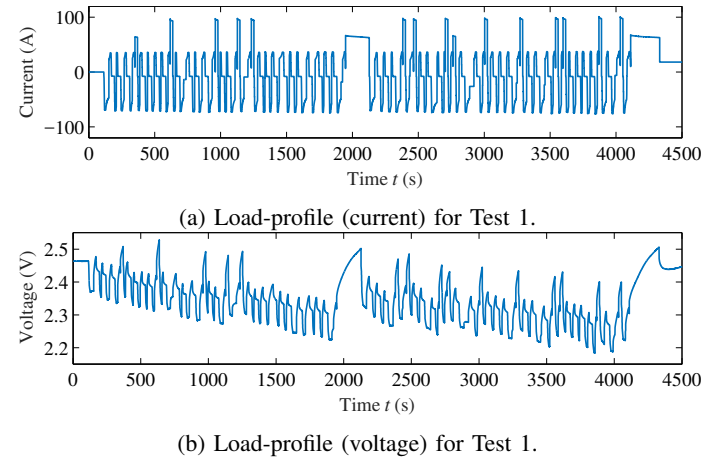 100
0
−100
Current (A)
0 500 1000 1500 2000 2500 3000 3500 4000 4500
Time t (s)
(a) Load-profile (current) for Test 1.
2.5
2.4
2.3
2.2
Voltage (V)
0 500 1000 1500 2000 2500 3000 3500 4000 4500
Time t (s)
(b) Load-profile (voltage) for Test 1.